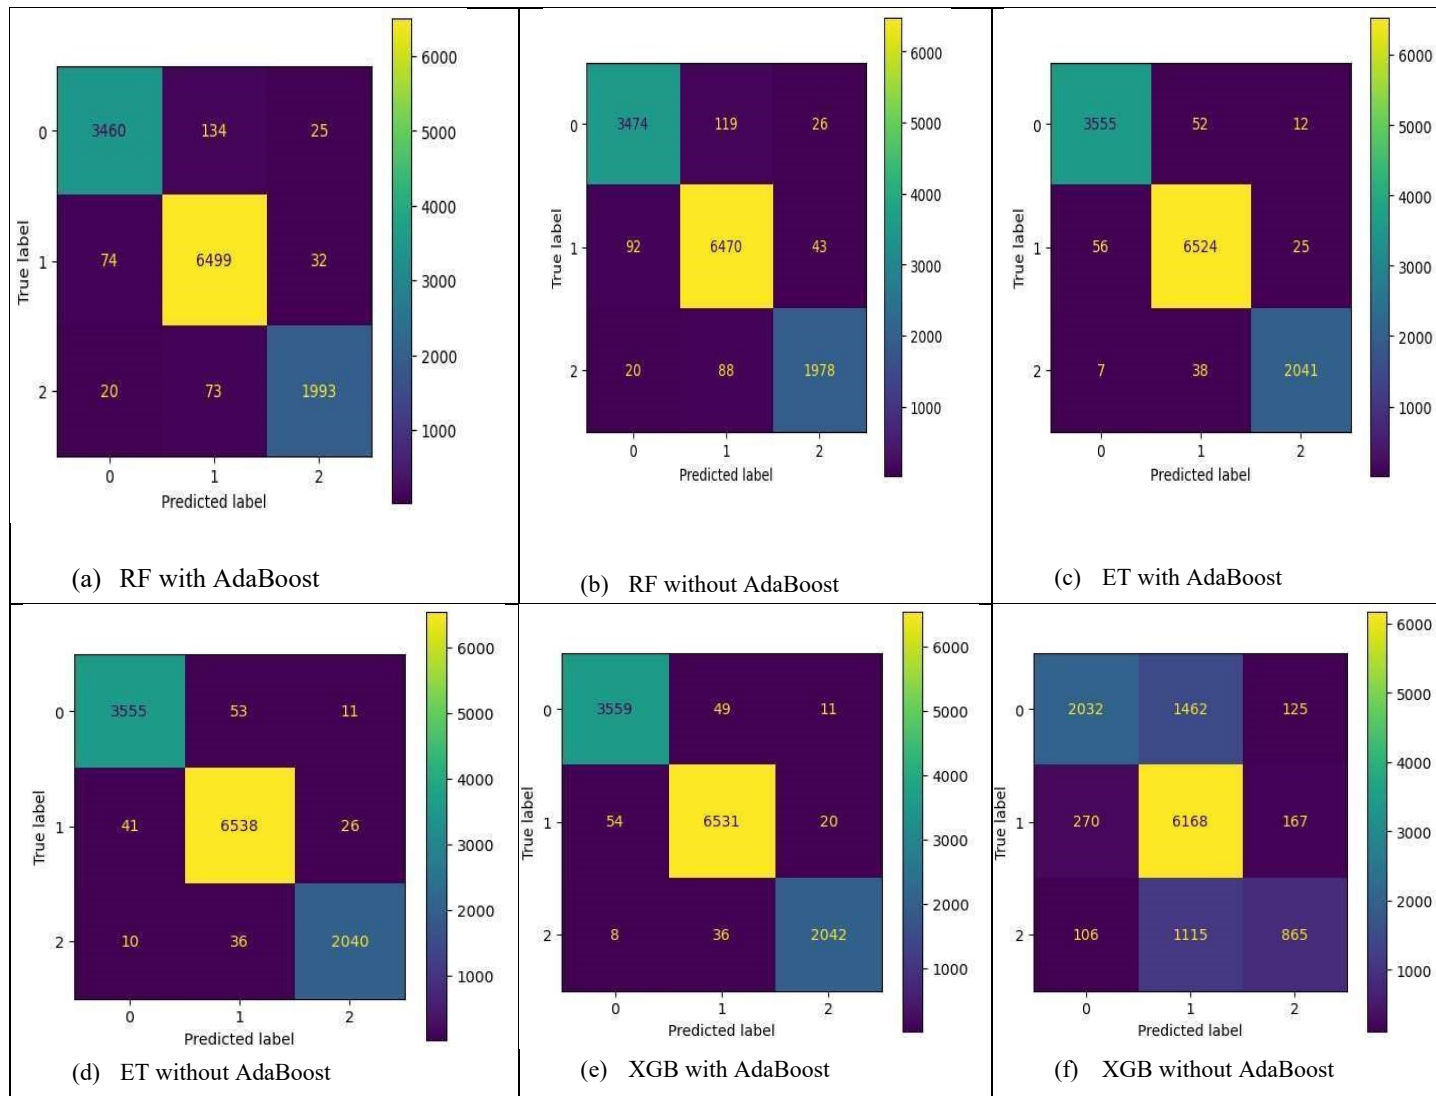 6000
5000
4000
3000
2000
1000
True label
0
1
2
3460 134 25
74 6499 32
20 73 1993
0 1 2
Predicted label
(a) RF with AdaBoost
6000
5000
4000
3000
2000
1000
True label
0
1
2
3474 119 26
92 6470 43
20 88 1978
0 1 2
Predicted label
(b) RF without AdaBoost
6000
5000
4000
3000
2000
1000
True label
0
1
2
3555 52 12
56 6524 25
7 38 2041
0 1 2
Predicted label
(c) ET with AdaBoost
6000
5000
4000
3000
2000
1000
True label
0
1
2
3555 53 11
41 6538 26
10 36 2040
0 1 2
Predicted label
(d) ET without AdaBoost
6000
5000
4000
3000
2000
1000
True label
0
1
2
3559 49 11
54 6531 20
8 36 2042
0 1 2
Predicted label
(e) XGB with AdaBoost
6000
5000
4000
3000
2000
1000
True label
0
1
2
2032 1462 125
270 6168 167
106 1115 865
0 1 2
Predicted label
(f) XGB without AdaBoost